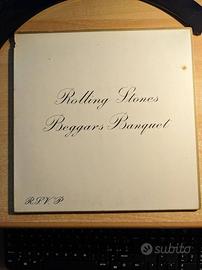 Rolling Stones
Beggars Banquet
R.S.V.P.
subito